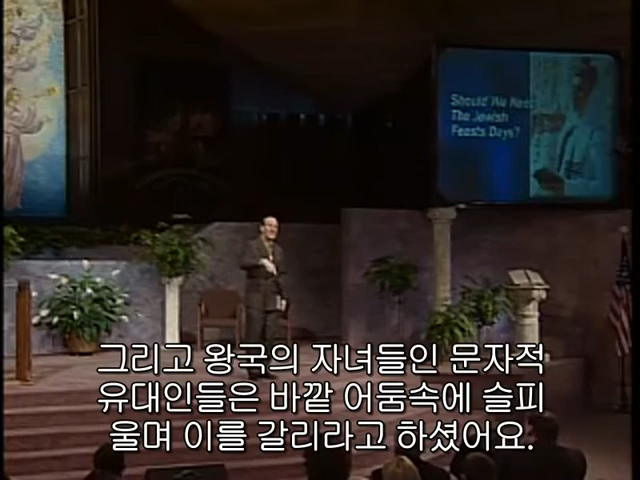 Should We Need
The Jewish
Feasts Days?
그리고 왕국의 자녀들인 문자적
유대인들은 바깥 어둠속에 슬피
울며 이를 갈리라고 하셨어요.